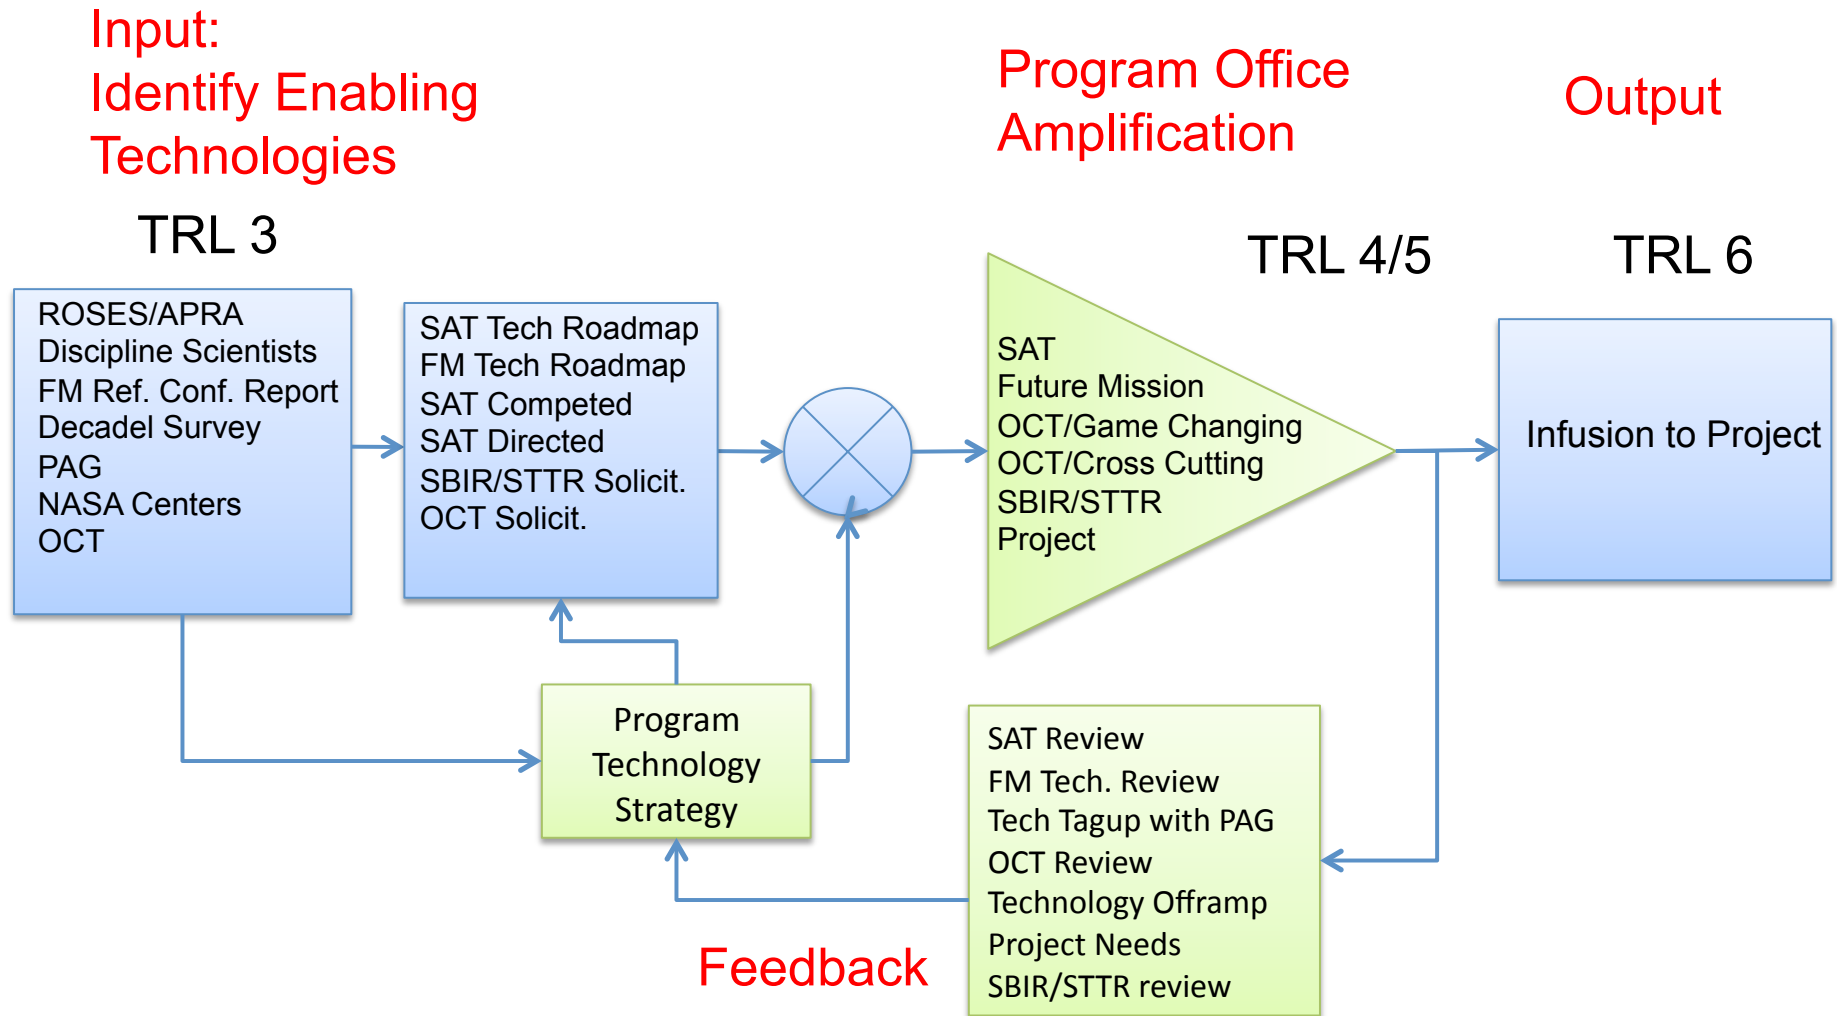 Input:
Identify Enabling
Technologies
Program Office
Amplification
Output
TRL 3
TRL 4/5
TRL 6
ROSES/APRA
Discipline Scientists
FM Ref. Conf. Report
Decadel Survey
PAG
NASA Centers
OCT
SAT Tech Roadmap
FM Tech Roadmap
SAT Competed
SAT Directed
SBIR/STTR Solicit.
OCT Solicit.
SAT
Future Mission
OCT/Game Changing
OCT/Cross Cutting
SBIR/STTR
Project
Infusion to Project
Program
Technology
Strategy
SAT Review
FM Tech. Review
Tech Tagup with PAG
OCT Review
Technology Offramp
Project Needs
SBIR/STTR review
Feedback